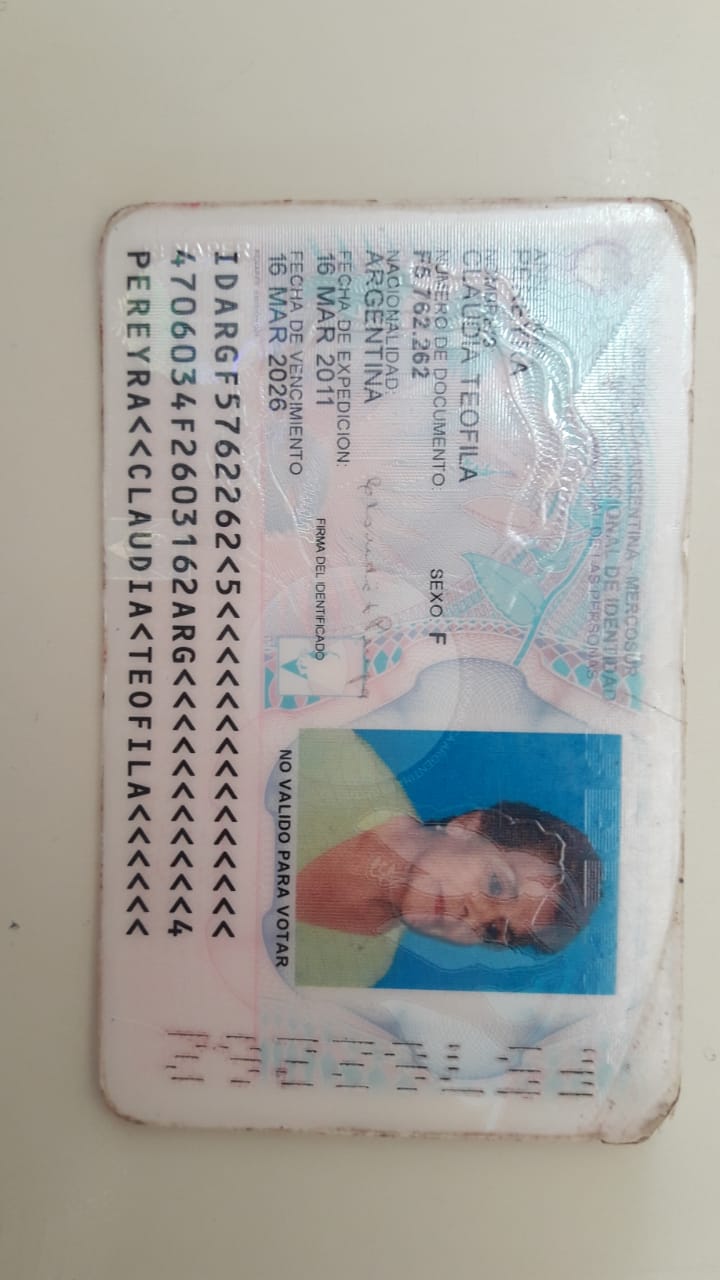 REPUBLICA ARGENTINA - MERCOSUR
NACIONAL DE IDENTIDAD
NACIONAL DE LAS PERSONAS
CLAUDIA TEOFILA
NUMERO DE DOCUMENTO:
F5.762.262
SEXO F
NACIONALIDAD:
ARGENTINA
FECHA DE EXPEDICION:
16 MAR 2011
FECHA DE VENCIMIENTO
16 MAR 2026
FIRMA DEL IDENTIFICADO
NO VALIDO PARA VOTAR
IDARGF5762262<5<<<<<<<<<<<<<<<
4706034F2603162ARG<<<<<<<<<<<4
PEREYRA<<CLAUDIA<TEOFILA<<<<<<